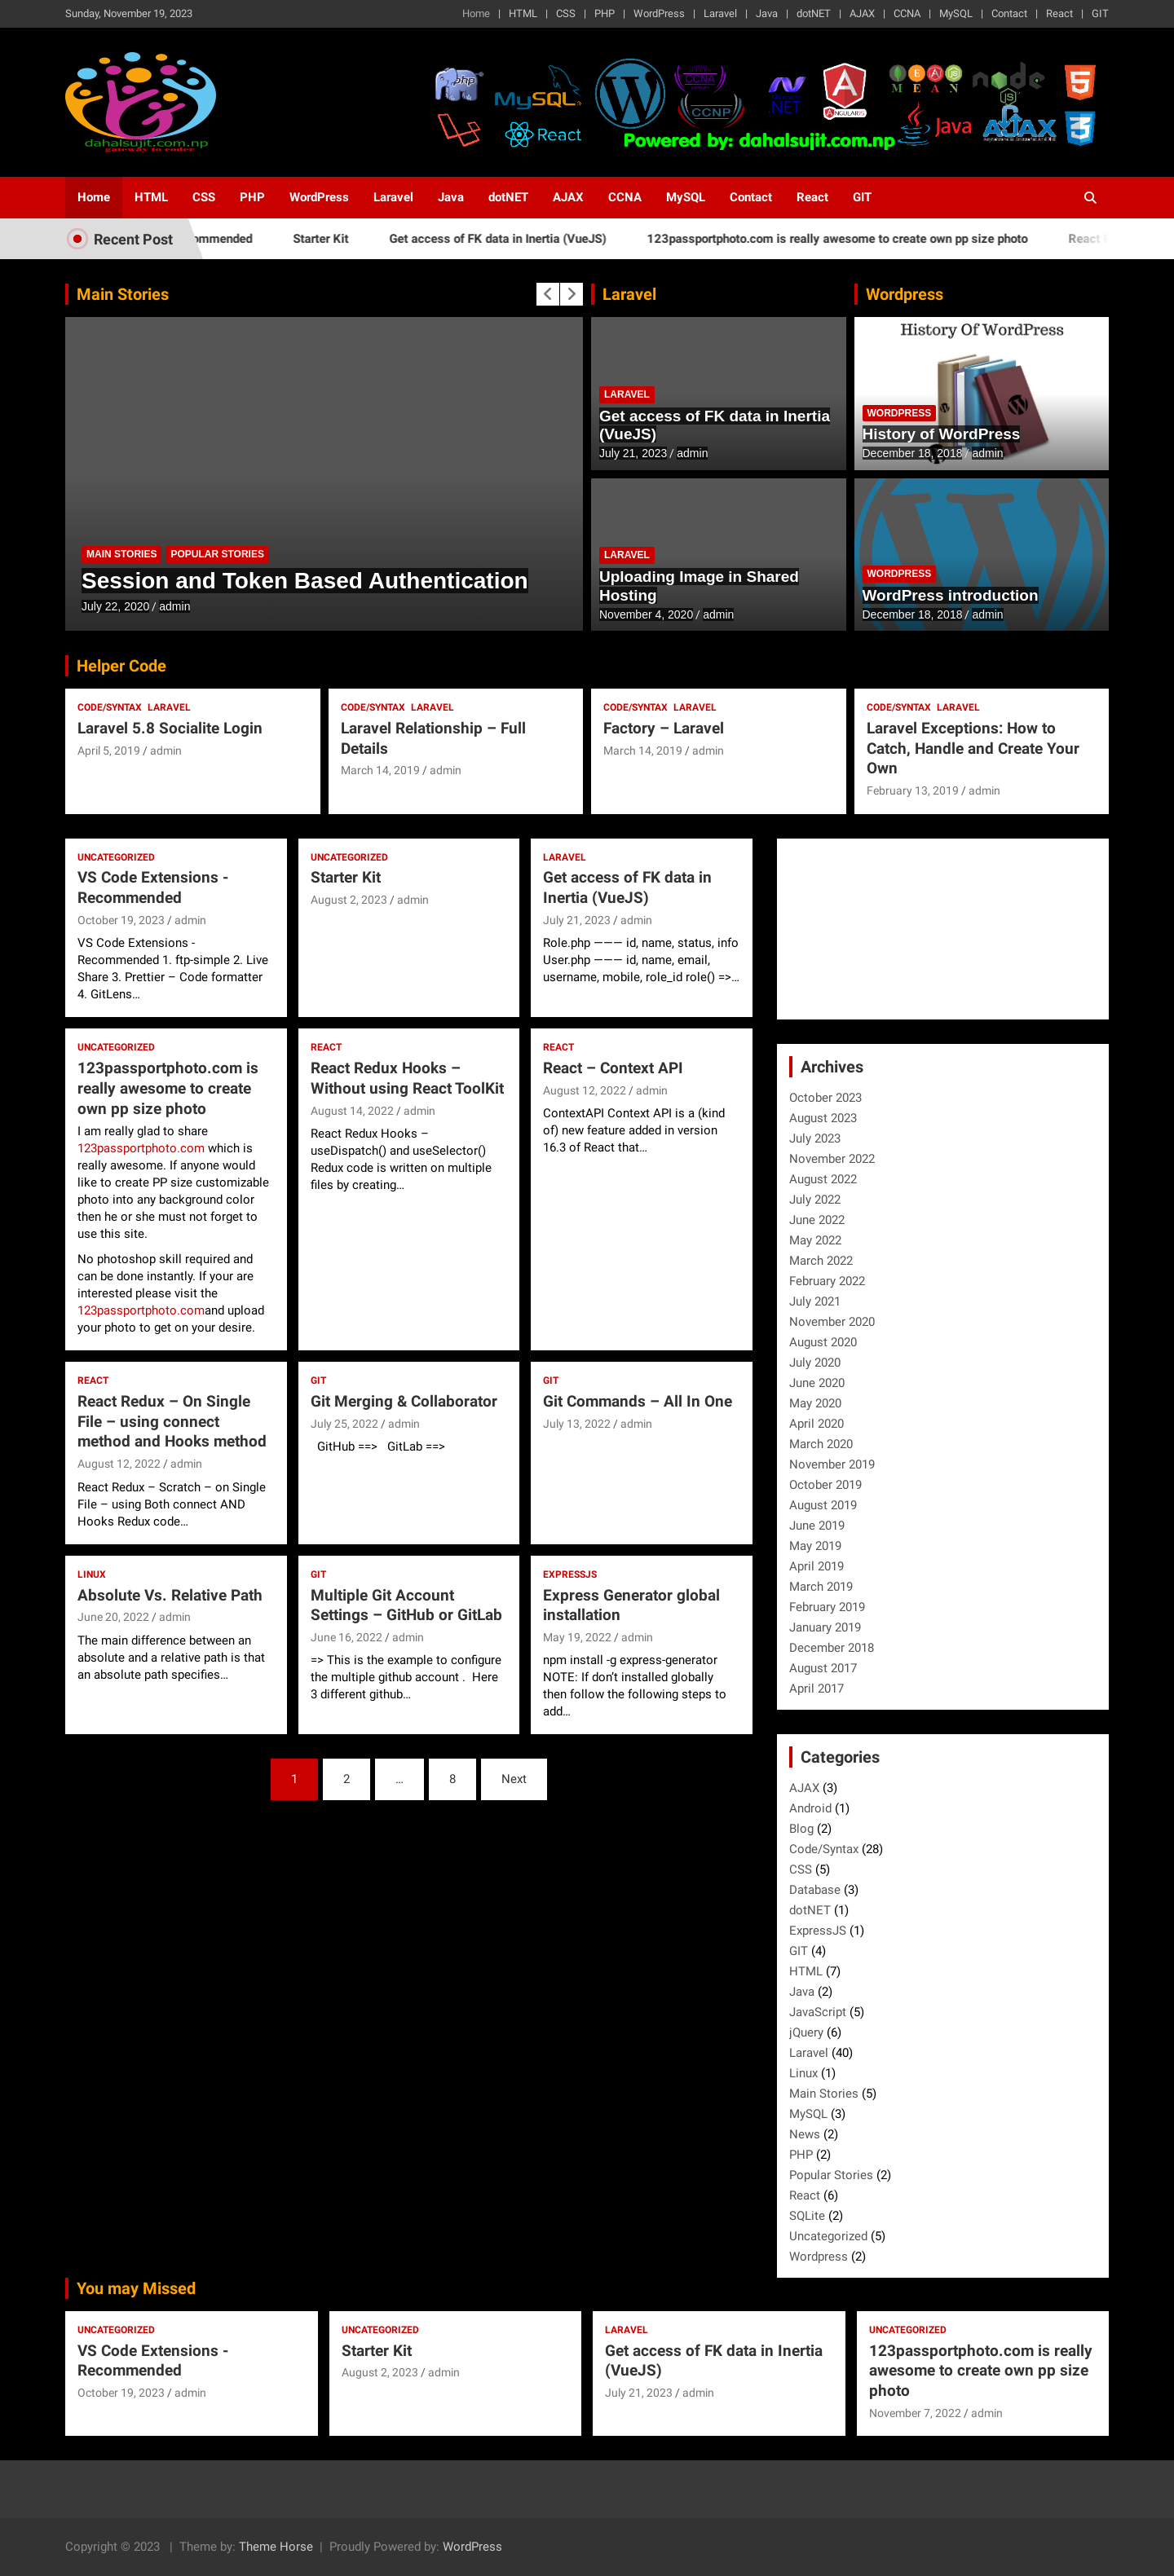 Sunday, November 19, 2023
Home | HTML | CSS | PHP | WordPress | Laravel | Java | dotNET | AJAX | CCNA | MySQL | Contact | React | GIT
dahalsujit.com.np
gateway to coder
php
MySQL
React
CCNA
CCNP
.NET
ANGULARJS
MEAN
node
JS
Java
AJAX
Powered by: dahalsujit.com.np
Home HTML CSS PHP WordPress Laravel Java dotNET AJAX CCNA MySQL Contact React GIT
Recent Post
ommended Starter Kit Get access of FK data in Inertia (VueJS) 123passportphoto.com is really awesome to create own pp size photo React
Main Stories
MAIN STORIES POPULAR STORIES
Session and Token Based Authentication
July 22, 2020 / admin
Laravel
LARAVEL
Get access of FK data in Inertia
(VueJS)
July 21, 2023 / admin
LARAVEL
Uploading Image in Shared
Hosting
November 4, 2020 / admin
Wordpress
History Of WordPress
WORDPRESS
History of WordPress
December 18, 2018 / admin
WORDPRESS
WordPress introduction
December 18, 2018 / admin
Helper Code
CODE/SYNTAX LARAVEL
Laravel 5.8 Socialite Login
April 5, 2019 / admin
CODE/SYNTAX LARAVEL
Laravel Relationship – Full
Details
March 14, 2019 / admin
CODE/SYNTAX LARAVEL
Factory – Laravel
March 14, 2019 / admin
CODE/SYNTAX LARAVEL
Laravel Exceptions: How to
Catch, Handle and Create Your
Own
February 13, 2019 / admin
UNCATEGORIZED
VS Code Extensions -
Recommended
October 19, 2023 / admin
VS Code Extensions -
Recommended 1. ftp-simple 2. Live
Share 3. Prettier – Code formatter
4. GitLens…
UNCATEGORIZED
Starter Kit
August 2, 2023 / admin
LARAVEL
Get access of FK data in
Inertia (VueJS)
July 21, 2023 / admin
Role.php ——— id, name, status, info
User.php ——— id, name, email,
username, mobile, role_id role() =>…
UNCATEGORIZED
123passportphoto.com is
really awesome to create
own pp size photo
I am really glad to share
123passportphoto.com which is
really awesome. If anyone would
like to create PP size customizable
photo into any background color
then he or she must not forget to
use this site.
No photoshop skill required and
can be done instantly. If your are
interested please visit the
123passportphoto.comand upload
your photo to get on your desire.
REACT
React Redux Hooks –
Without using React ToolKit
August 14, 2022 / admin
React Redux Hooks –
useDispatch() and useSelector()
Redux code is written on multiple
files by creating…
REACT
React – Context API
August 12, 2022 / admin
ContextAPI Context API is a (kind
of) new feature added in version
16.3 of React that…
REACT
React Redux – On Single
File – using connect
method and Hooks method
August 12, 2022 / admin
React Redux – Scratch – on Single
File – using Both connect AND
Hooks Redux code…
GIT
Git Merging & Collaborator
July 25, 2022 / admin
GitHub ==> GitLab ==>
GIT
Git Commands – All In One
July 13, 2022 / admin
LINUX
Absolute Vs. Relative Path
June 20, 2022 / admin
The main difference between an
absolute and a relative path is that
an absolute path specifies…
GIT
Multiple Git Account
Settings – GitHub or GitLab
June 16, 2022 / admin
=> This is the example to configure
the multiple github account . Here
3 different github…
EXPRESSJS
Express Generator global
installation
May 19, 2022 / admin
npm install -g express-generator
NOTE: If don't installed globally
then follow the following steps to
add…
1 2 … 8 Next
Archives
October 2023
August 2023
July 2023
November 2022
August 2022
July 2022
June 2022
May 2022
March 2022
February 2022
July 2021
November 2020
August 2020
July 2020
June 2020
May 2020
April 2020
March 2020
November 2019
October 2019
August 2019
June 2019
May 2019
April 2019
March 2019
February 2019
January 2019
December 2018
August 2017
April 2017
Categories
AJAX (3)
Android (1)
Blog (2)
Code/Syntax (28)
CSS (5)
Database (3)
dotNET (1)
ExpressJS (1)
GIT (4)
HTML (7)
Java (2)
JavaScript (5)
jQuery (6)
Laravel (40)
Linux (1)
Main Stories (5)
MySQL (3)
News (2)
PHP (2)
Popular Stories (2)
React (6)
SQLite (2)
Uncategorized (5)
Wordpress (2)
You may Missed
UNCATEGORIZED
VS Code Extensions -
Recommended
October 19, 2023 / admin
UNCATEGORIZED
Starter Kit
August 2, 2023 / admin
LARAVEL
Get access of FK data in Inertia
(VueJS)
July 21, 2023 / admin
UNCATEGORIZED
123passportphoto.com is really
awesome to create own pp size
photo
November 7, 2022 / admin
Copyright © 2023 | Theme by: Theme Horse | Proudly Powered by: WordPress